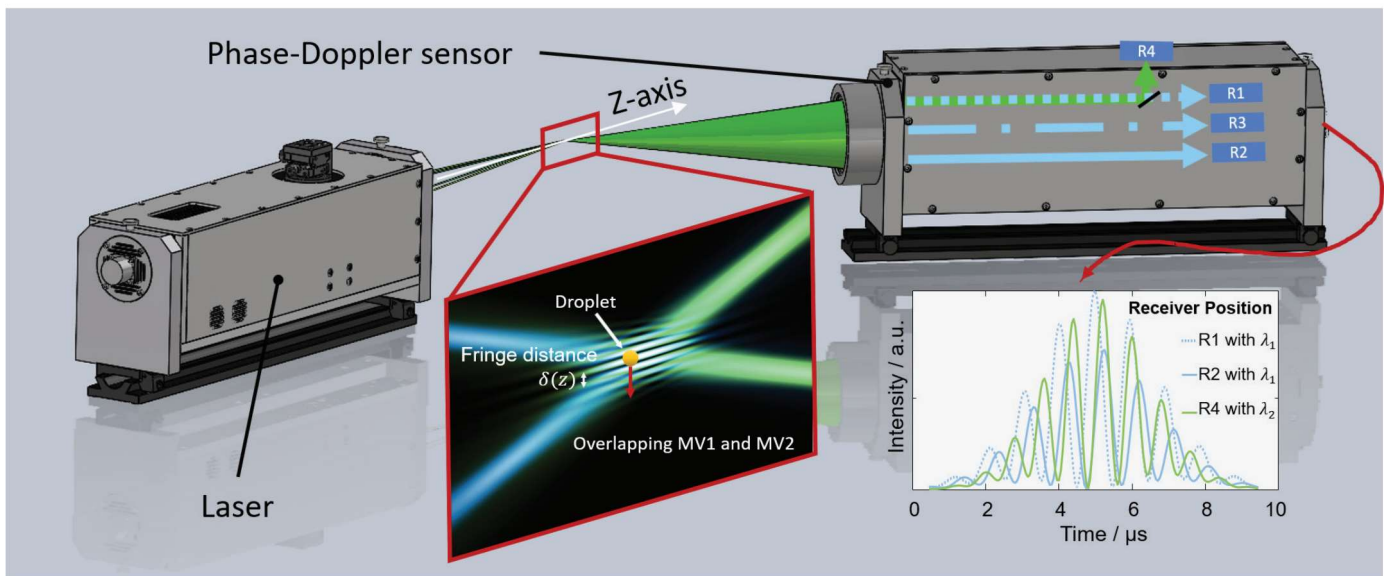 Phase-Doppler sensor
Z-axis
R4
R1
R3
R2
Laser
Droplet
Fringe distance
δ(z)
Overlapping MV1 and MV2
Receiver Position
R1 with λ₁
R2 with λ₁
R4 with λ₂
Intensity / a.u.
0 2 4 6 8 10
Time / μs